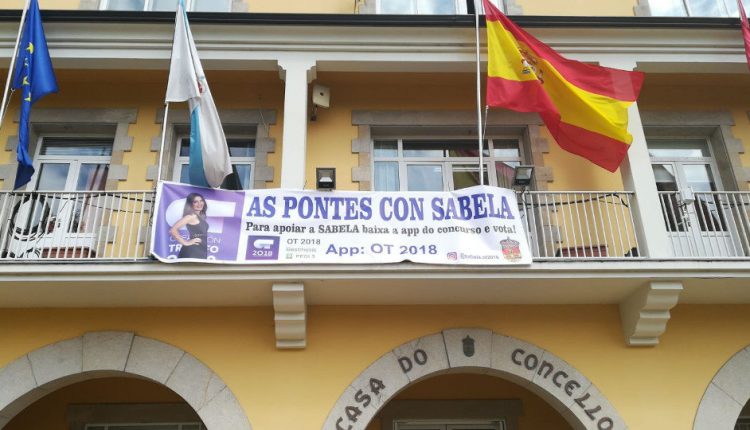 AS PONTES CON SABELA
Para apoiar a SABELA baixa a app do concurso e vota!
2018
OT 2018
App: OT 2018
CASA DO CONCELLO